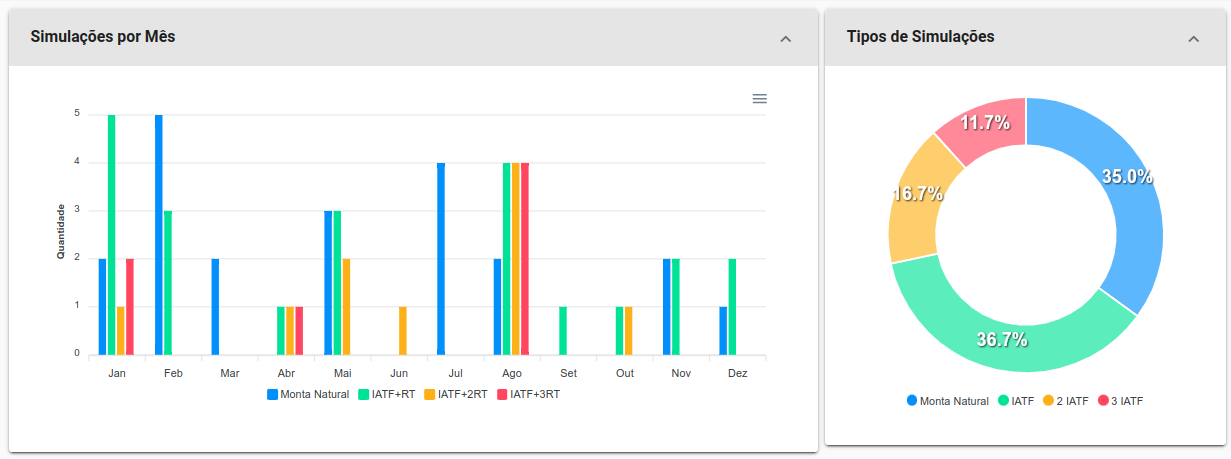 Simulações por Mês
5
4
3
2
1
0
Quantidade
Jan Feb Mar Abr Mai Jun Jul Ago Set Out Nov Dez
Monta Natural IATF+RT IATF+2RT IATF+3RT
Tipos de Simulações
11.7%
35.0%
16.7%
36.7%
Monta Natural IATF 2 IATF 3 IATF